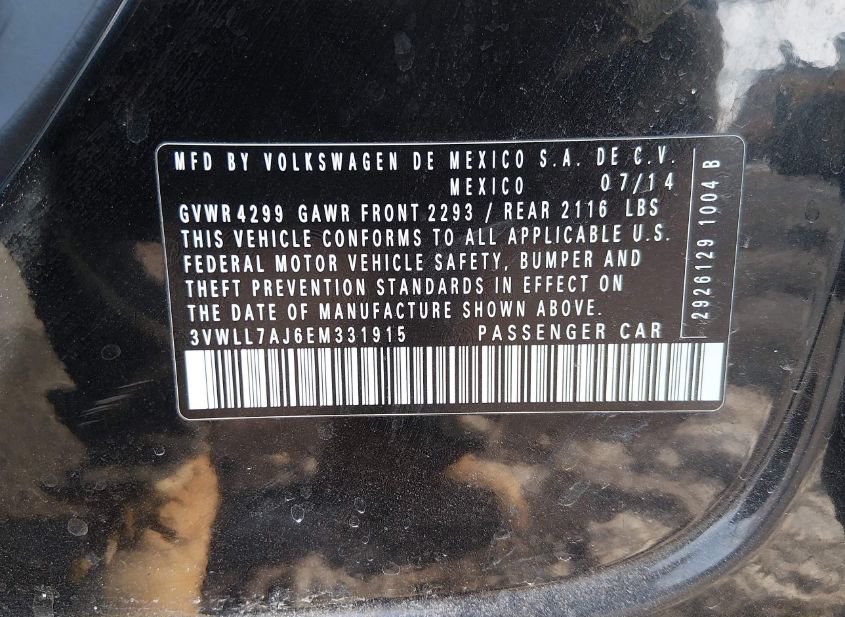 MFD BY VOLKSWAGEN DE MEXICO S.A. DE C.V.
MEXICO 07/14
GVWR 4299 GAWR FRONT 2293 / REAR 2116 LBS
THIS VEHICLE CONFORMS TO ALL APPLICABLE U.S.
FEDERAL MOTOR VEHICLE SAFETY, BUMPER AND
THEFT PREVENTION STANDARDS IN EFFECT ON
THE DATE OF MANUFACTURE SHOWN ABOVE.
3VWLL7AJ6EM331915 PASSENGER CAR
2926129 1004 B